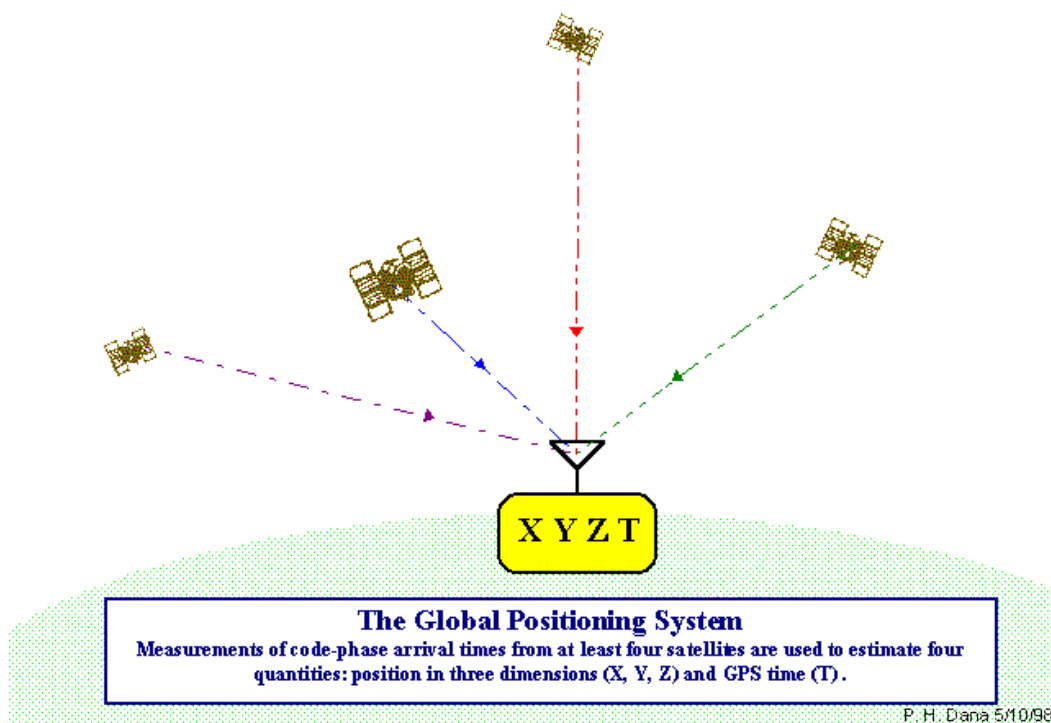 X Y Z T
The Global Positioning System
Measurements of code-phase arrival times from at least four satellites are used to estimate four
quantities: position in three dimensions (X, Y, Z) and GPS time (T) .
P. H. Dana 5/10/98